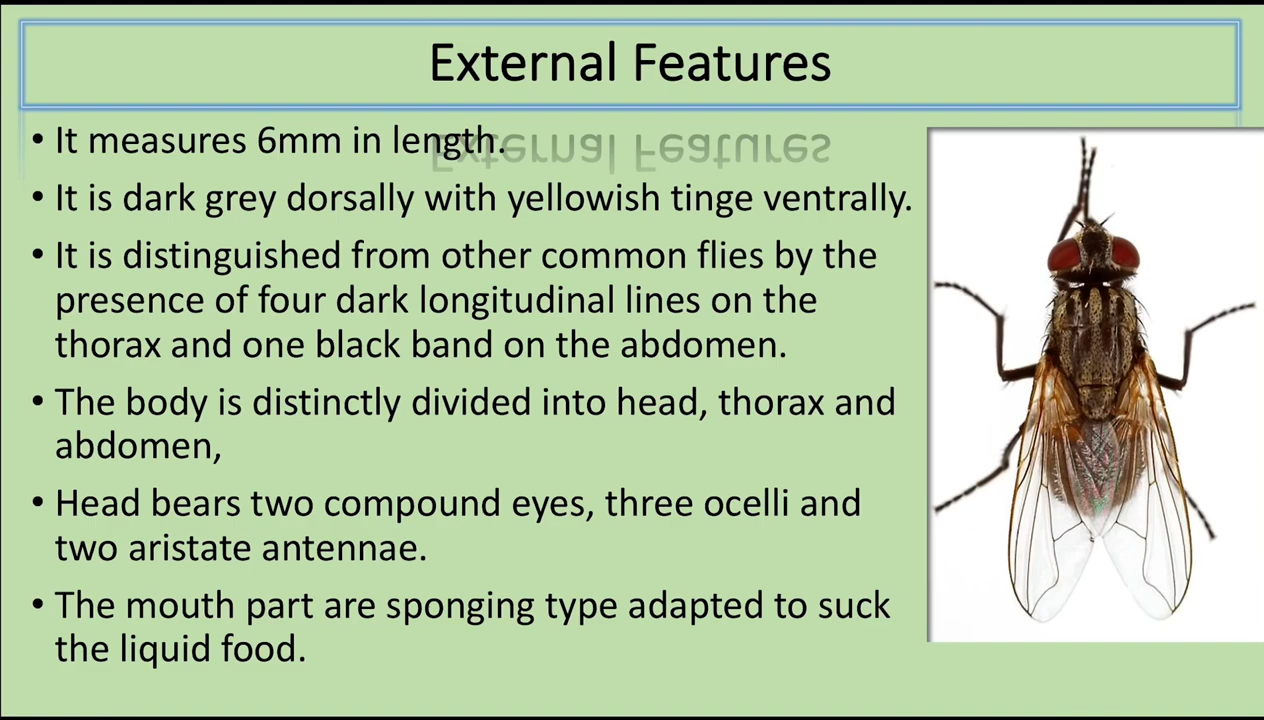 External Features
• It measures 6mm in length.
• It is dark grey dorsally with yellowish tinge ventrally.
• It is distinguished from other common flies by the
presence of four dark longitudinal lines on the
thorax and one black band on the abdomen.
• The body is distinctly divided into head, thorax and
abdomen,
• Head bears two compound eyes, three ocelli and
two aristate antennae.
• The mouth part are sponging type adapted to suck
the liquid food.